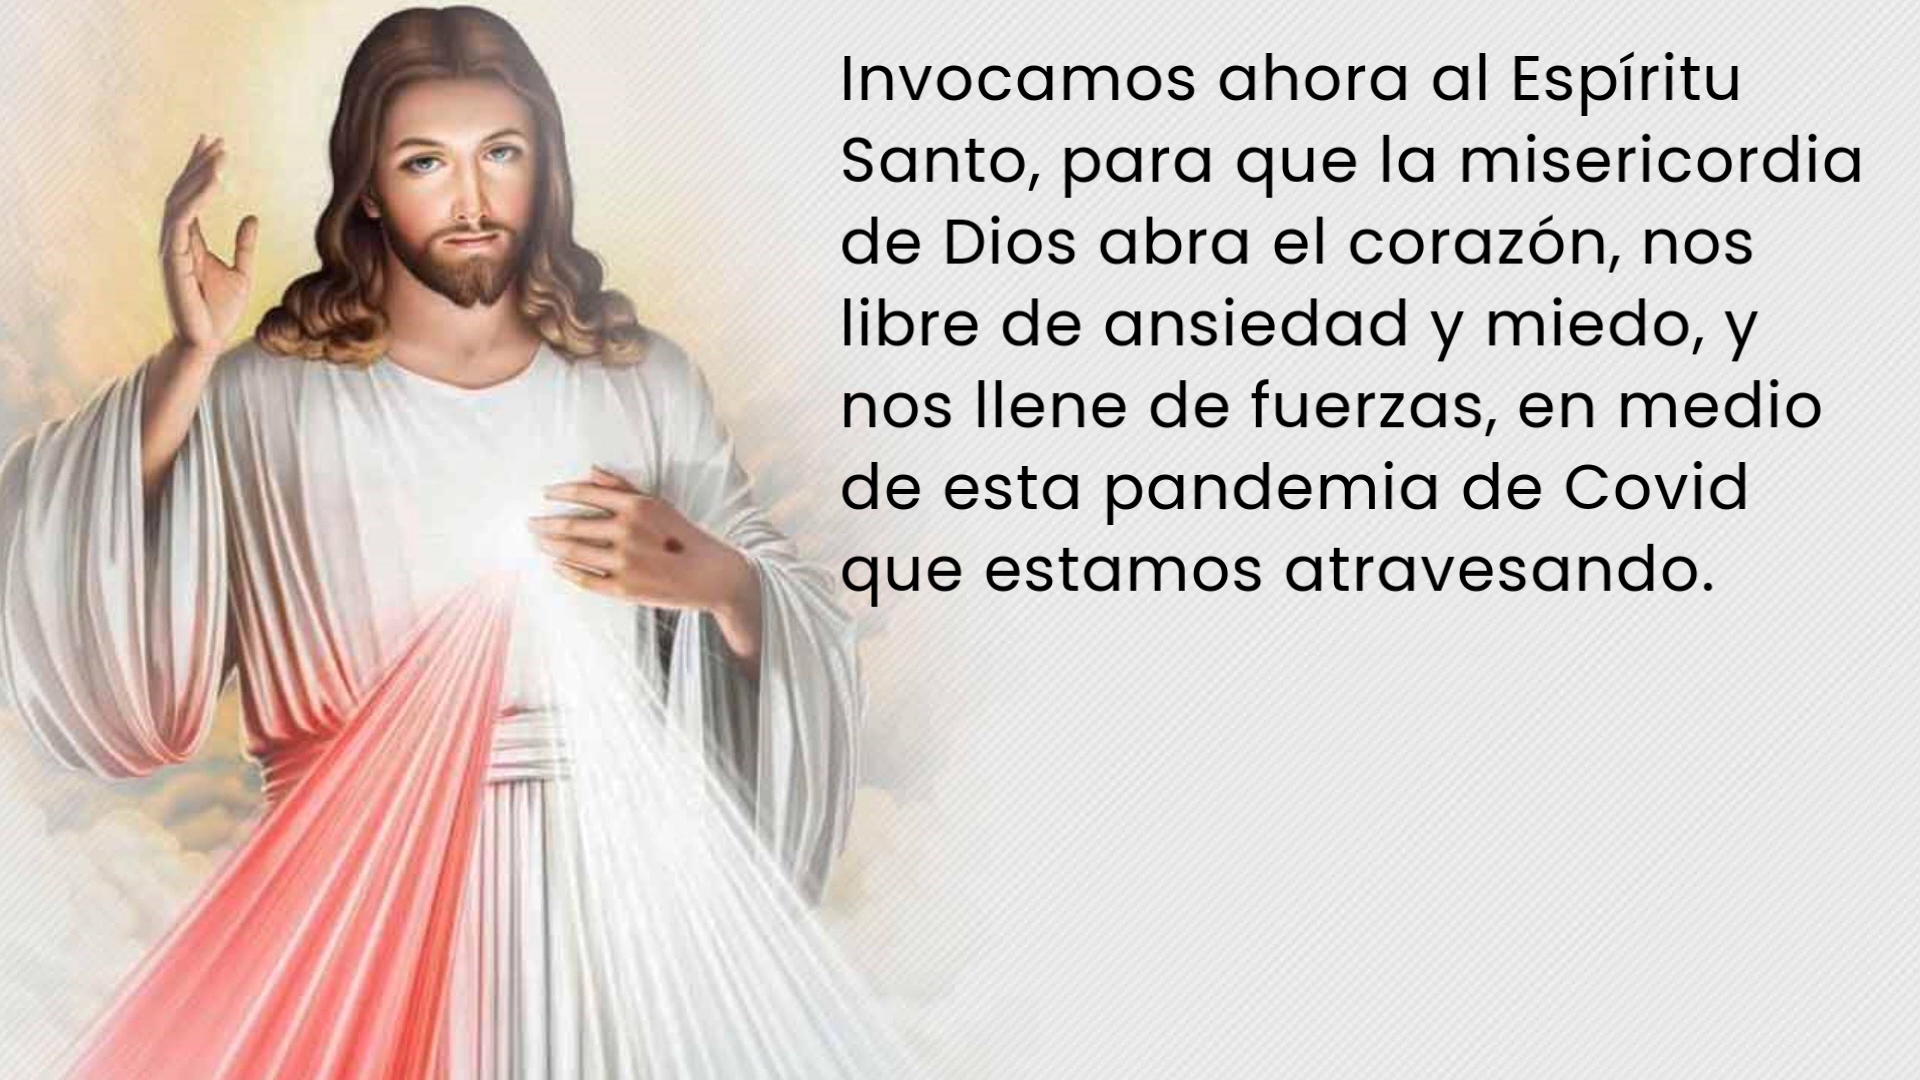 Invocamos ahora al Espíritu
Santo, para que la misericordia
de Dios abra el corazón, nos
libre de ansiedad y miedo, y
nos llene de fuerzas, en medio
de esta pandemia de Covid
que estamos atravesando.